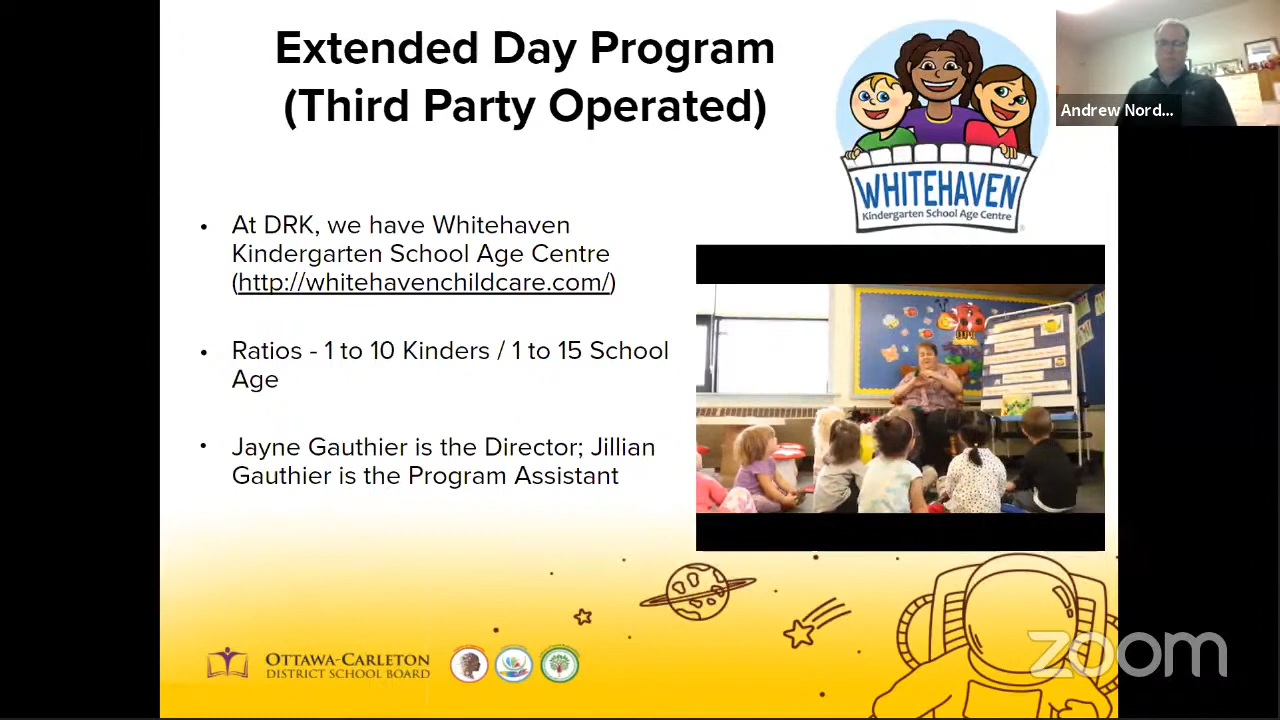 Extended Day Program
(Third Party Operated)
WHITEHAVEN
Kindergarten School Age Centre
Andrew Nord...
• At DRK, we have Whitehaven
Kindergarten School Age Centre
(http://whitehavenchildcare.com/)
• Ratios - 1 to 10 Kinders / 1 to 15 School
Age
• Jayne Gauthier is the Director; Jillian
Gauthier is the Program Assistant
OTTAWA-CARLETON
DISTRICT SCHOOL BOARD
zoom